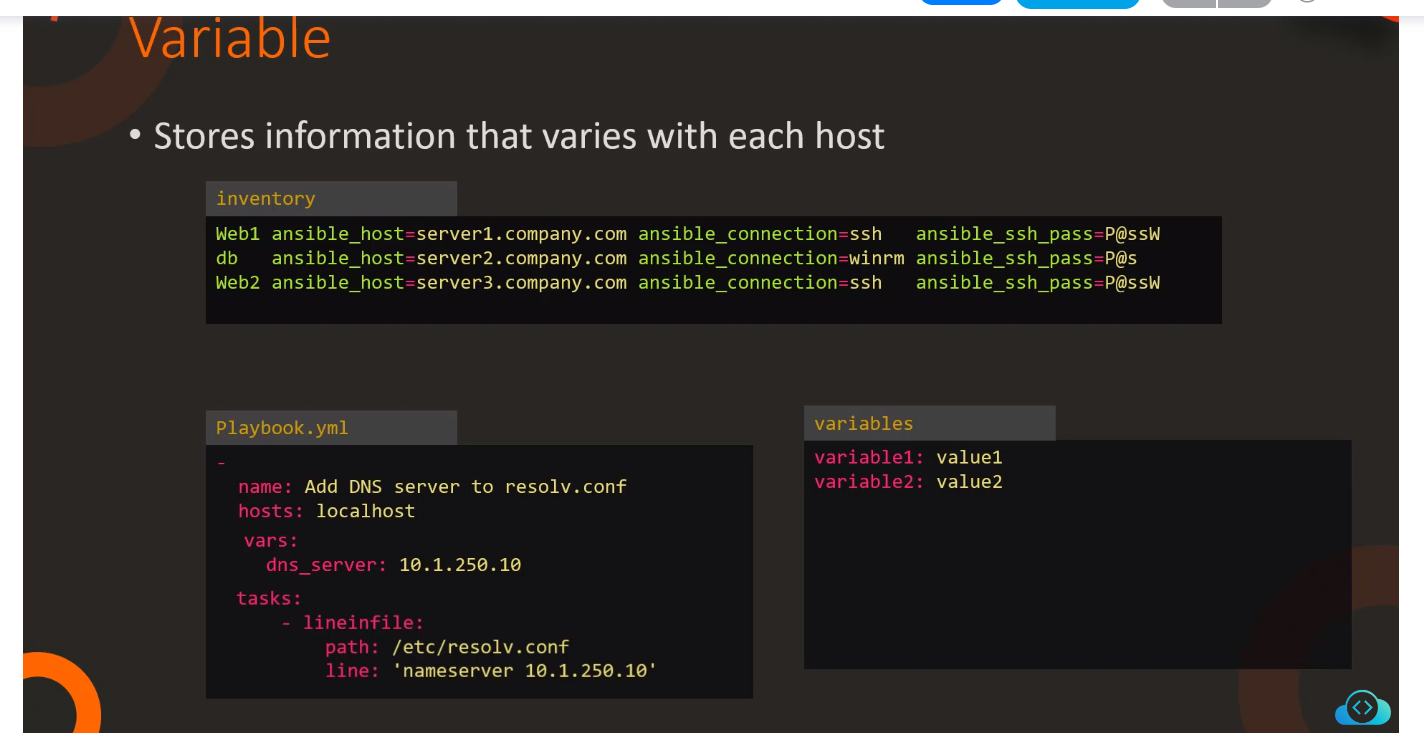 Variable
• Stores information that varies with each host
inventory
Web1 ansible_host=server1.company.com ansible_connection=ssh ansible_ssh_pass=P@ssW
db ansible_host=server2.company.com ansible_connection=winrm ansible_ssh_pass=P@s
Web2 ansible_host=server3.company.com ansible_connection=ssh ansible_ssh_pass=P@ssW
Playbook.yml
-
name: Add DNS server to resolv.conf
hosts: localhost
vars:
dns_server: 10.1.250.10
tasks:
- lineinfile:
path: /etc/resolv.conf
line: 'nameserver 10.1.250.10'
variables
variable1: value1
variable2: value2